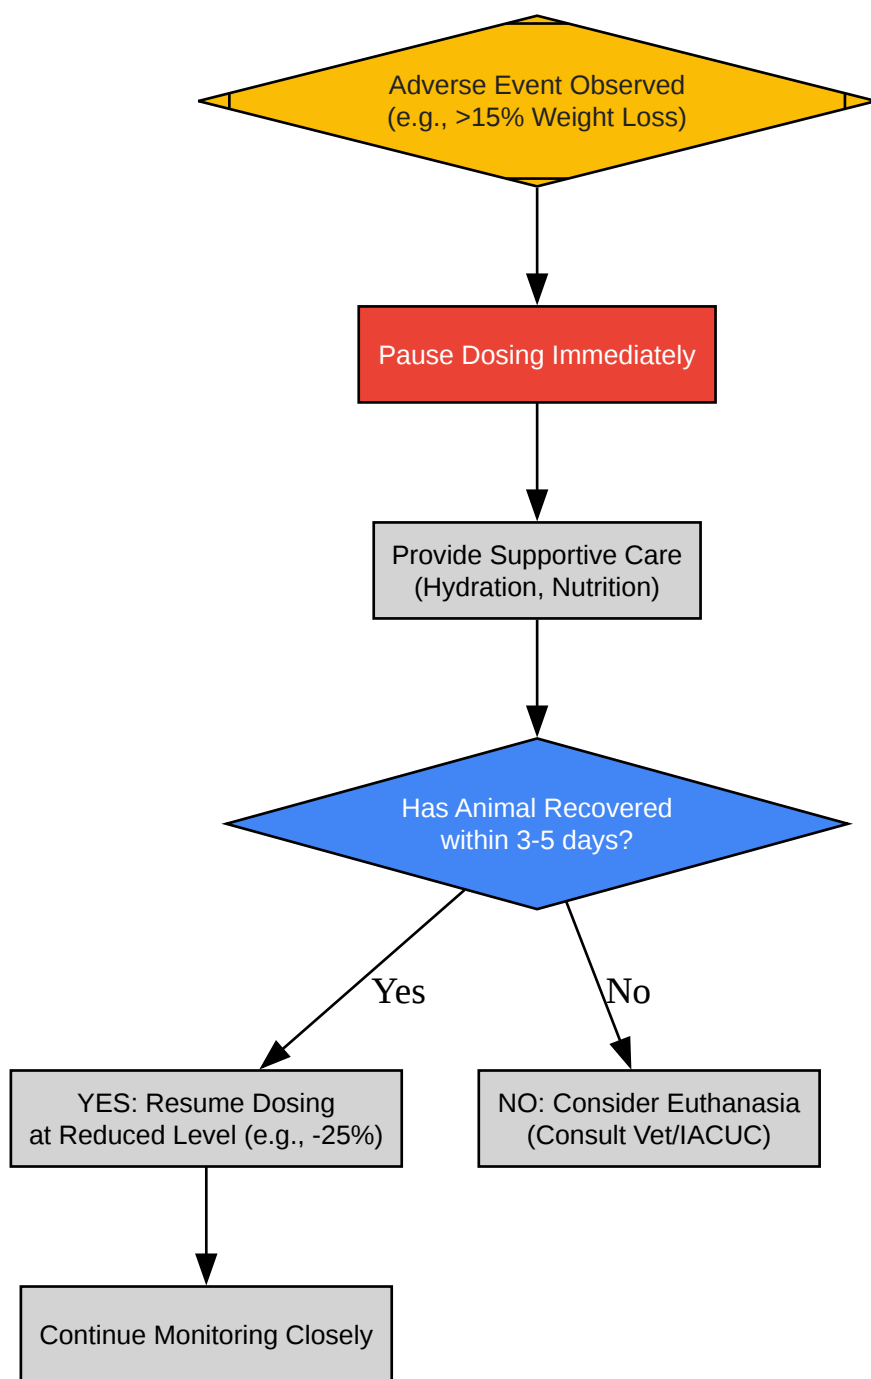 Adverse Event Observed
(e.g., >15% Weight Loss)
Pause Dosing Immediately
Provide Supportive Care
(Hydration, Nutrition)
Has Animal Recovered
within 3-5 days?
Yes
No
YES: Resume Dosing
at Reduced Level (e.g., -25%)
NO: Consider Euthanasia
(Consult Vet/IACUC)
Continue Monitoring Closely